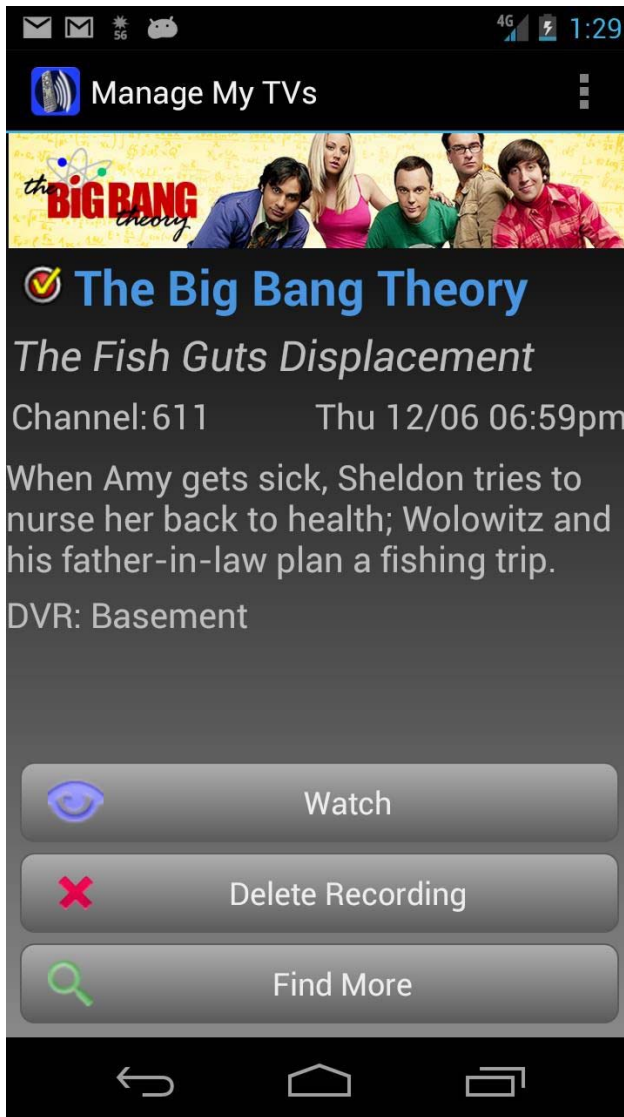 56
4G
1:29
Manage My TVs
the
BIG BANG
theory
The Big Bang Theory
The Fish Guts Displacement
Channel: 611 Thu 12/06 06:59pm
When Amy gets sick, Sheldon tries to
nurse her back to health; Wolowitz and
his father-in-law plan a fishing trip.
DVR: Basement
Watch
Delete Recording
Find More